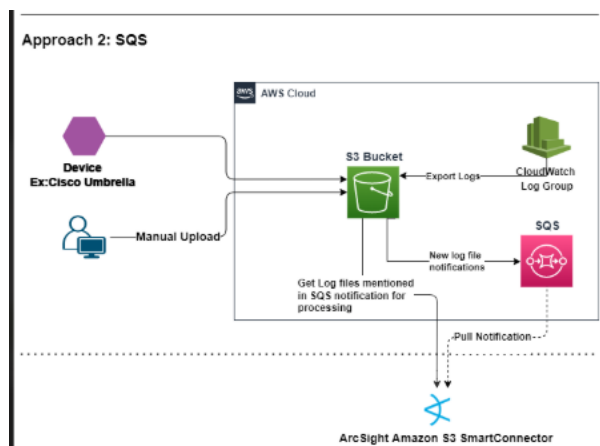 Approach 2: SQS
aws
AWS Cloud
Device
Ex:Cisco Umbrella
S3 Bucket
Export Logs
CloudWatch
Log Group
Manual Upload
SQS
New log file
notifications
Get Log files mentioned
in SQS notification for
processing
Pull Notification
ArcSight Amazon S3 SmartConnector